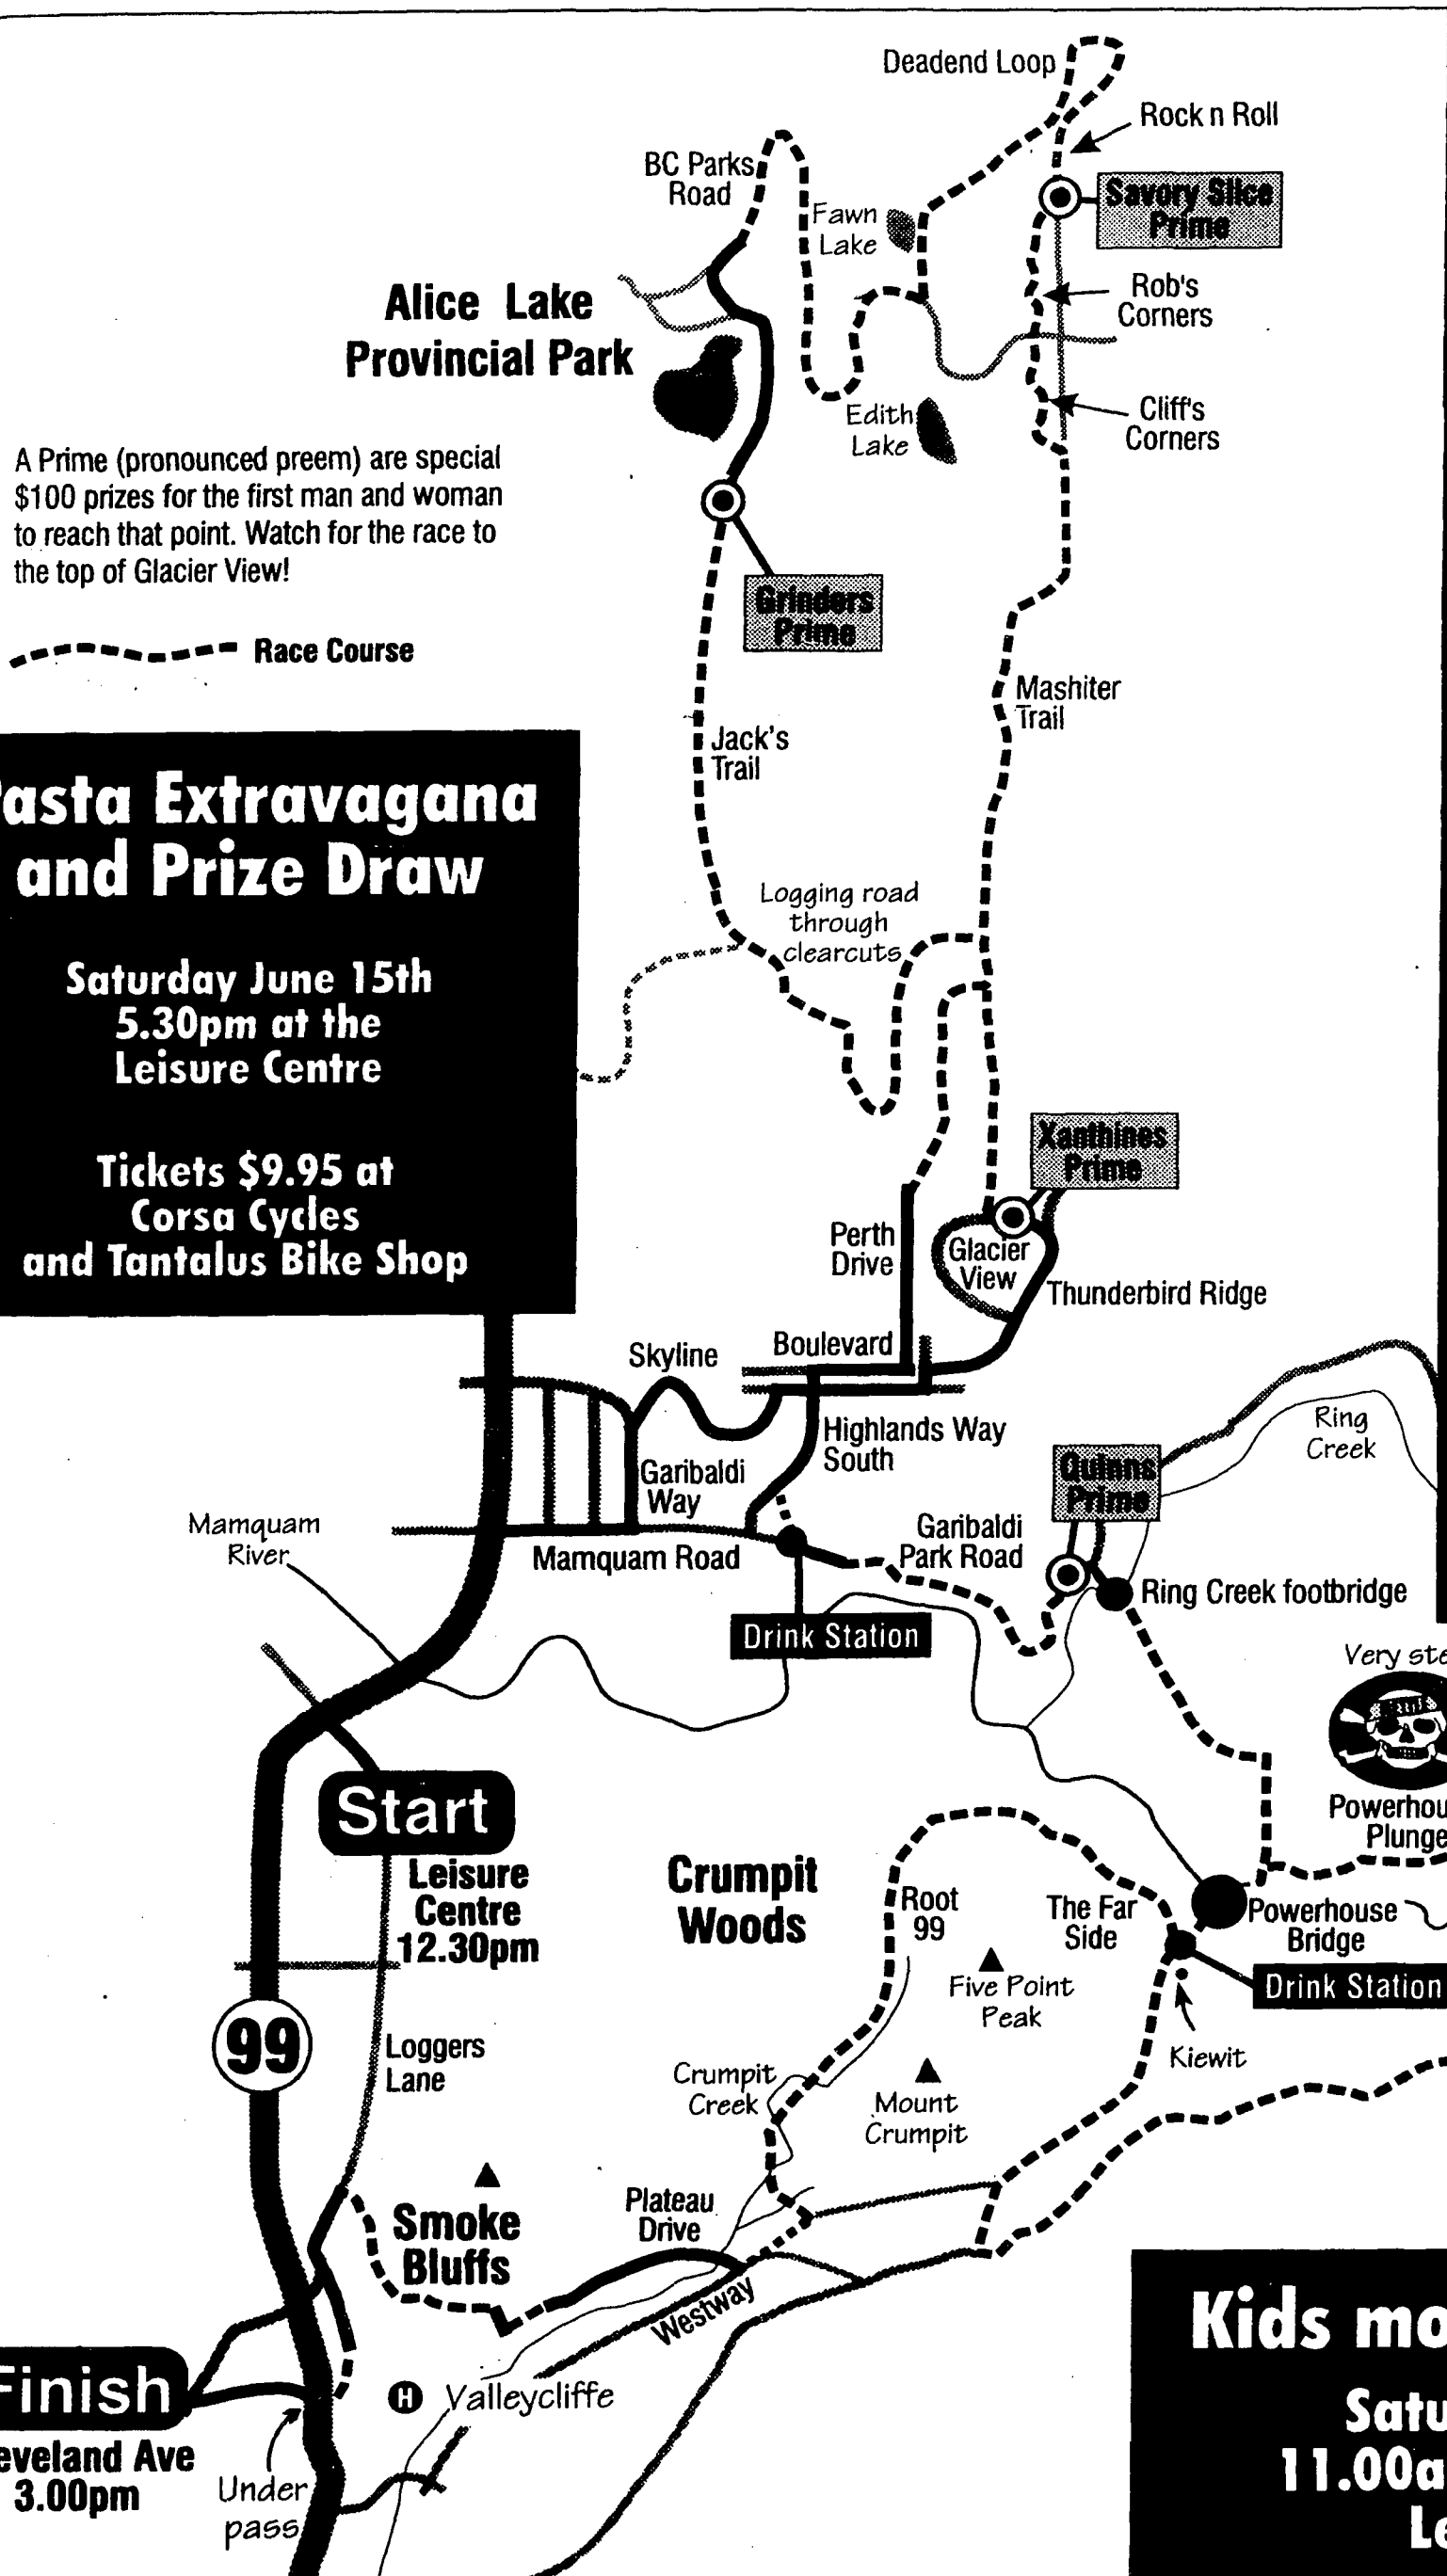 Deadend Loop
Rock n Roll
BC Parks
Road
Savory Slice
Prime
Fawn
Lake
Rob's
Corners
Alice Lake
Provincial Park
Edith
Lake
Cliff's
Corners
A Prime (pronounced preem) are special
$100 prizes for the first man and woman
to reach that point. Watch for the race to
the top of Glacier View!
Grinders
Prime
Race Course
Mashiter
Trail
Jack's
Trail
asta Extravagana
and Prize Draw
Saturday June 15th
5.30pm at the
Leisure Centre
Tickets $9.95 at
Corsa Cycles
and Tantalus Bike Shop
Logging road
through
clearcuts
Xanthines
Prime
Perth
Drive
Glacier
View
Thunderbird Ridge
Boulevard
Skyline
Highlands Way
South
Garibaldi
Way
Ring
Creek
Quinns
Prime
Mamquam
River
Mamquam Road
Garibaldi
Park Road
Ring Creek footbridge
Drink Station
Very ste
Powerhou
Plunge
Start
Leisure
Centre
12.30pm
Crumpit
Woods
Root
99
The Far
Side
Powerhouse
Bridge
Five Point
Peak
Drink Station
99
Loggers
Lane
Kiewit
Crumpit
Creek
Mount
Crumpit
Plateau
Drive
Smoke
Bluffs
Westway
Kids mo
Satu
11.00a
Le
Finish
eveland Ave
3.00pm
H Valleycliffe
Under
pass